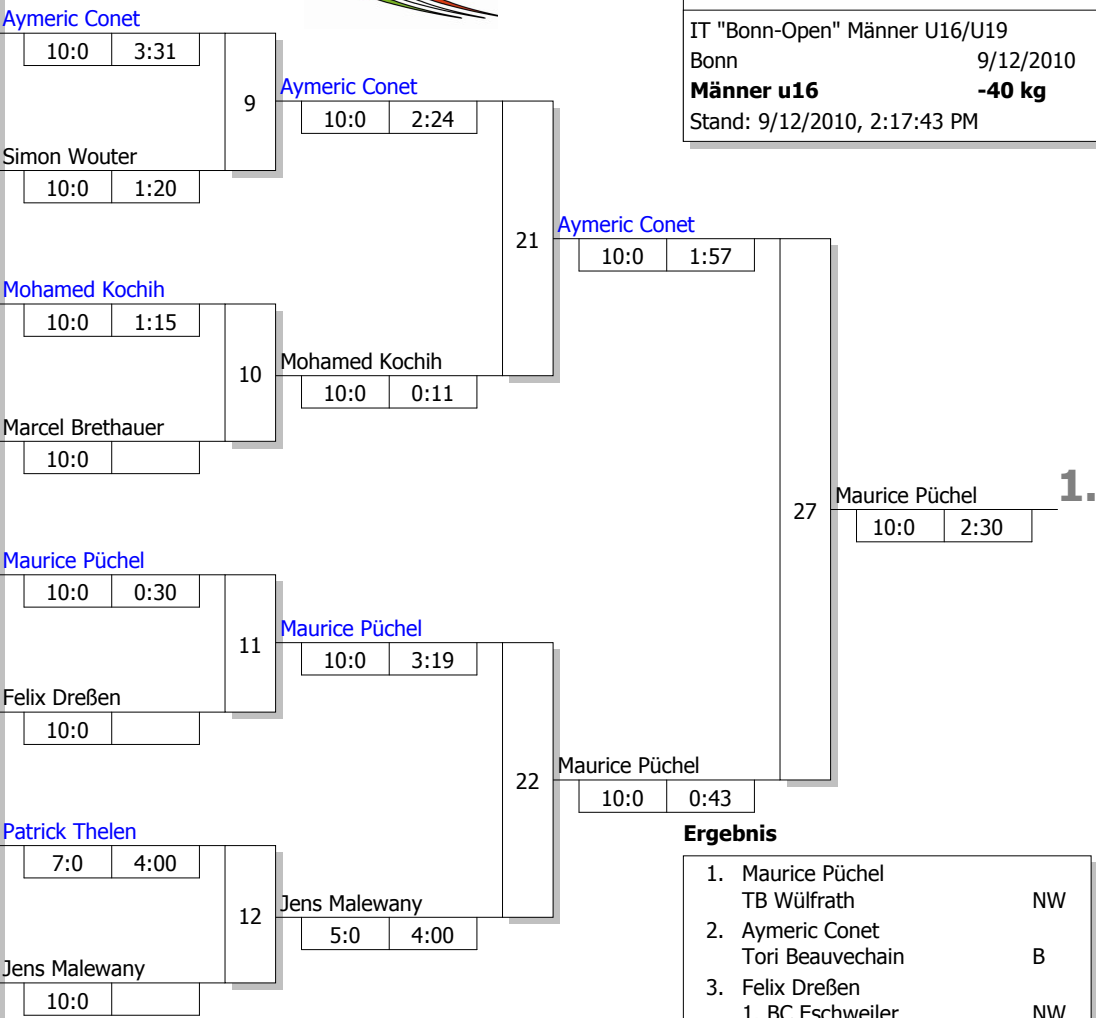 IT "Bonn-Open" Männer U16/U19
Bonn 9/12/2010
Männer u16 -40 kg
Stand: 9/12/2010, 2:17:43 PM
Aymeric Conet
10:0 3:31
9
Simon Wouter
10:0 1:20
Aymeric Conet
10:0 2:24
Mohamed Kochih
10:0 1:15
10
Marcel Brethauer
10:0
Mohamed Kochih
10:0 0:11
21
Aymeric Conet
10:0 1:57
Maurice Püchel
10:0 0:30
11
Felix Dreßen
10:0
Maurice Püchel
10:0 3:19
Patrick Thelen
7:0 4:00
12
Jens Malewany
10:0
Jens Malewany
5:0 4:00
22
Maurice Püchel
10:0 0:43
27
Maurice Püchel 1.
10:0 2:30
Ergebnis
1. Maurice Püchel
TB Wülfrath NW
2. Aymeric Conet
Tori Beauvechain B
3. Felix Dreßen
1. BC Eschweiler NW